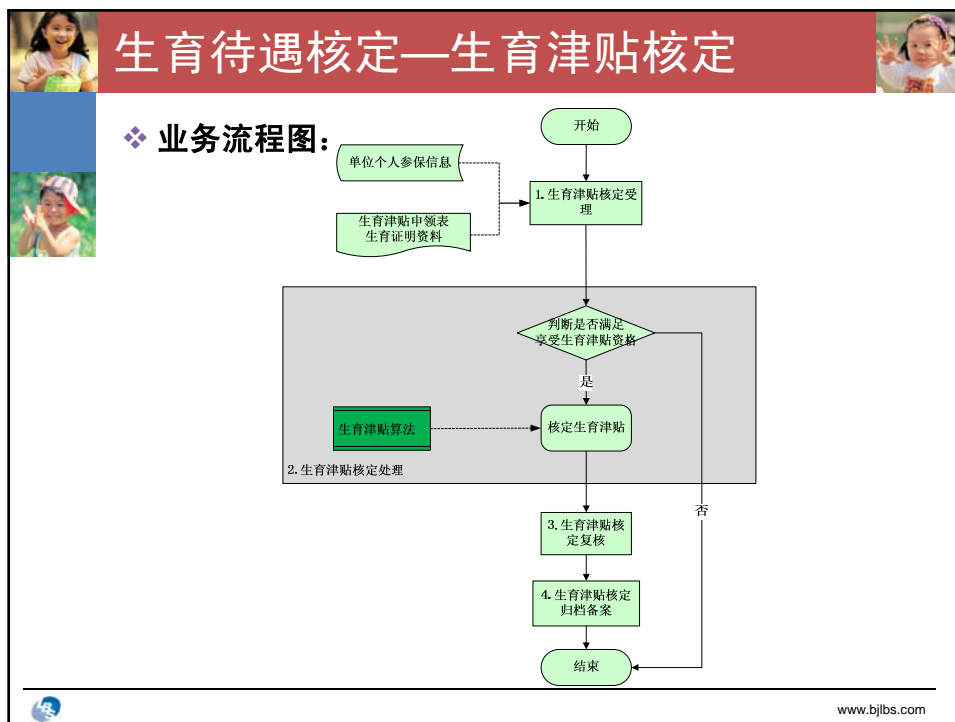 生育待遇核定—生育津贴核定
业务流程图：
开始
单位个人参保信息
1.生育津贴核定受
理
生育津贴申领表
生育证明资料
判断是否满足
享受生育津贴资格
是
生育津贴算法
核定生育津贴
2.生育津贴核定处理
否
3.生育津贴核
定复核
4.生育津贴核定
归档备案
结束
LBS
www.bjlbs.com